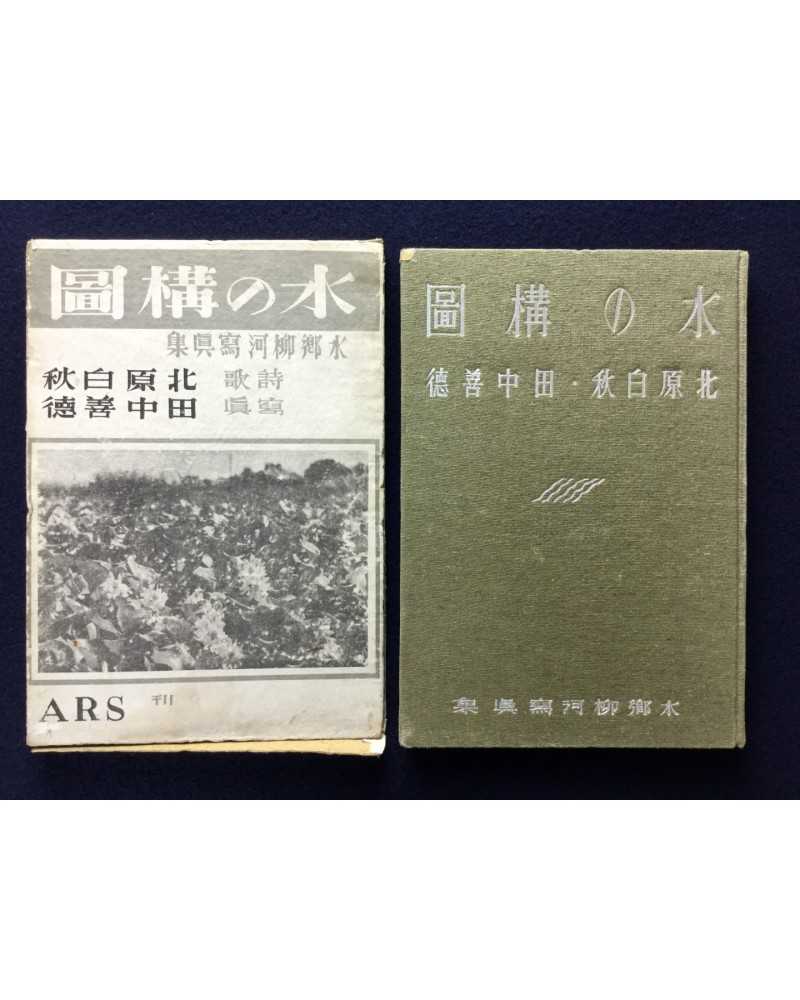 水の構圖
水鄕柳河寫眞集
詩歌 北原白秋
寫眞 田中善德
ARS 刊
水の構圖
北原白秋・田中善德
水鄕柳河寫眞集